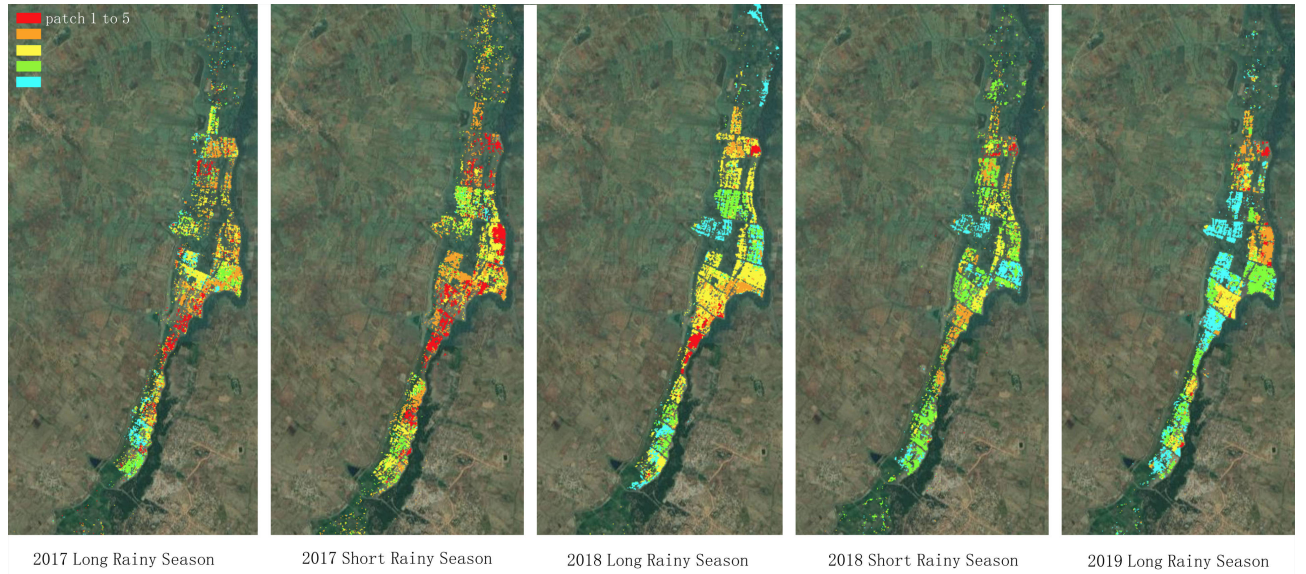 patch 1 to 5
2017 Long Rainy Season
2017 Short Rainy Season
2018 Long Rainy Season
2018 Short Rainy Season
2019 Long Rainy Season